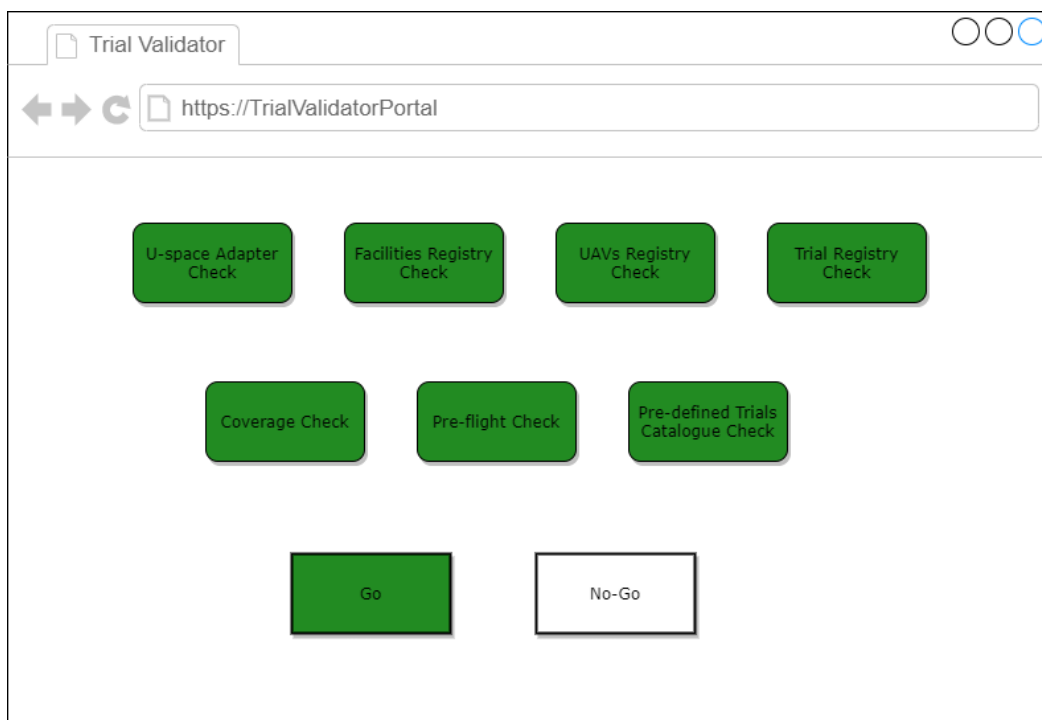 Trial Validator
https://TrialValidatorPortal
U-space Adapter
Check
Facilities Registry
Check
UAVs Registry
Check
Trial Registry
Check
Coverage Check
Pre-flight Check
Pre-defined Trials
Catalogue Check
Go
No-Go